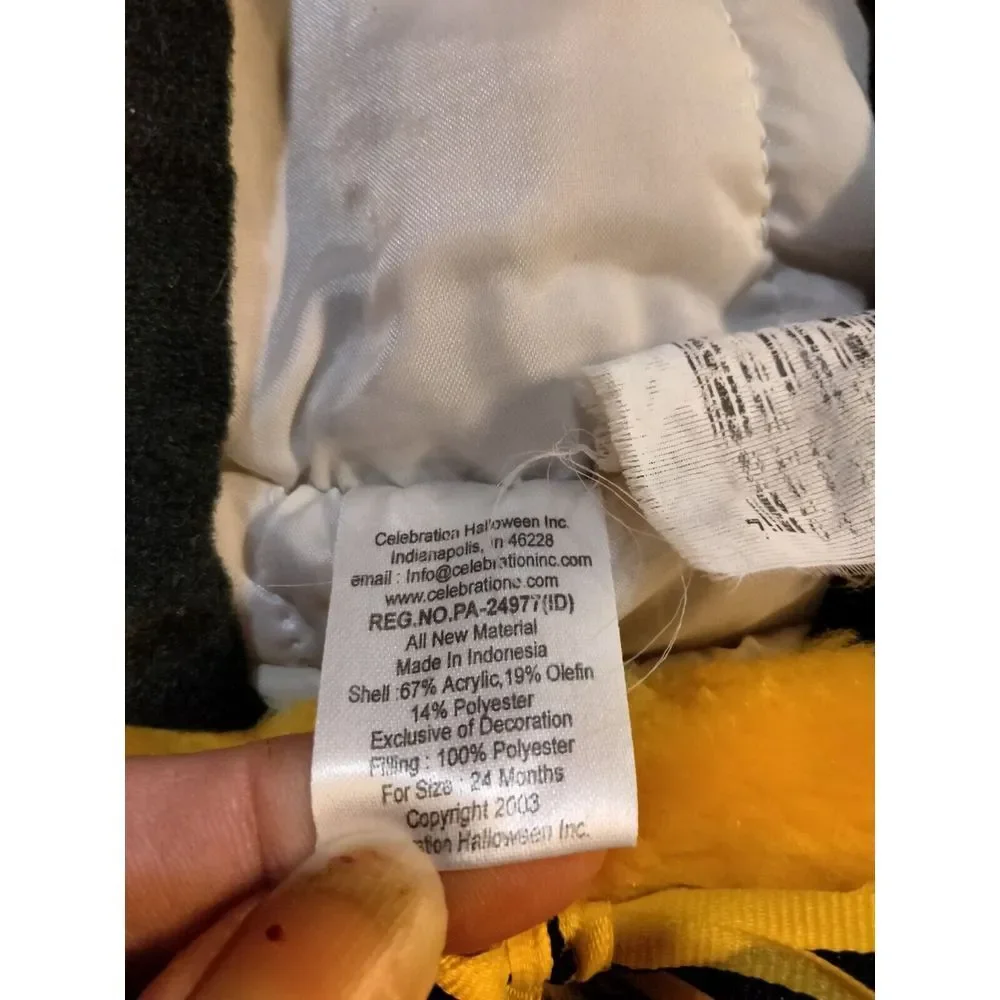 Celebration Halloween Inc.
Indianapolis, In 46228
email : Info@celebrationinc.com
www.celebrationc.com
REG.NO.PA-24977(ID)
All New Material
Made In Indonesia
Shell :67% Acrylic,19% Olefin
14% Polyester
Exclusive of Decoration
Filling : 100% Polyester
For Size : 24 Months
Copyright 2003
ation Halloween Inc.